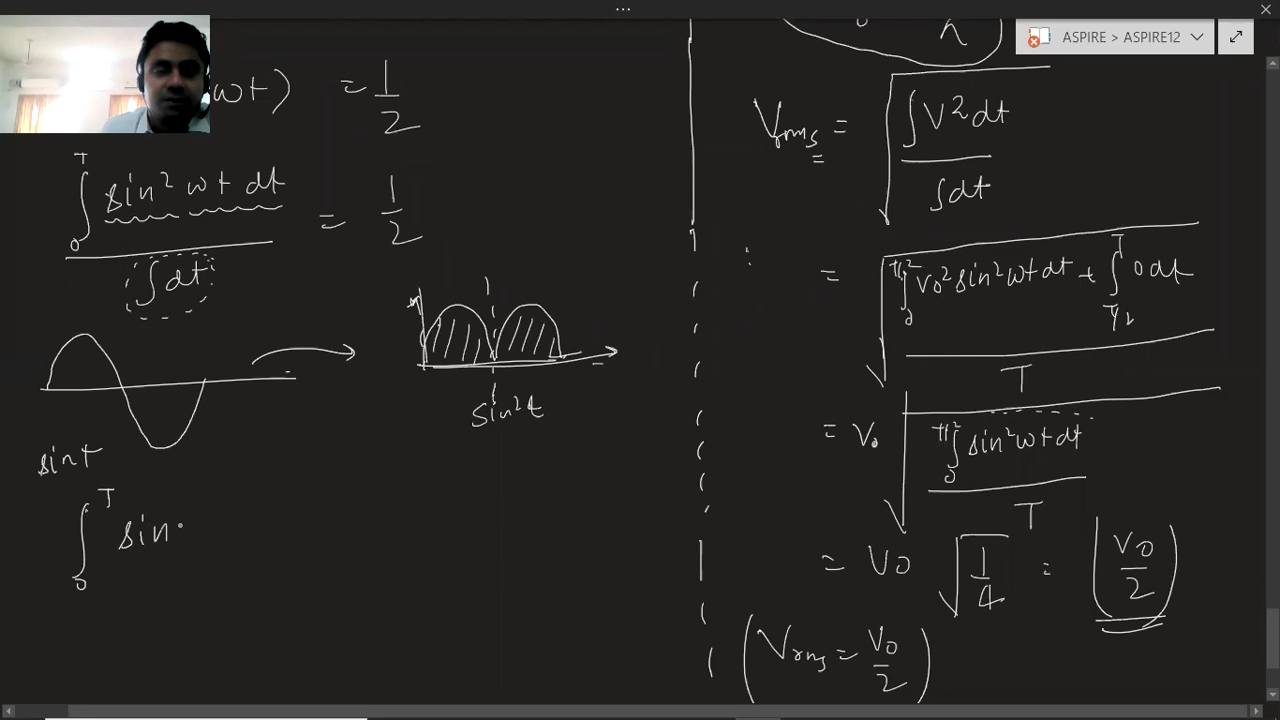 ASPIRE > ASPIRE12
ωt) = 1/2
∫₀ᵀ sin² ωt dt / ∫dt = 1/2
sin t
sin²t
∫₀ᵀ sin
Vrms = √(∫V²dt / ∫dt)
= √((∫₀^(T/2) V₀² sin² ωt dt + ∫_(T/2)^T 0 dt) / T)
= V₀ √(∫₀^(T/2) sin² ωt dt / T)
= V₀ √(1/4) = (V₀/2)
(Vrms = V₀/2)